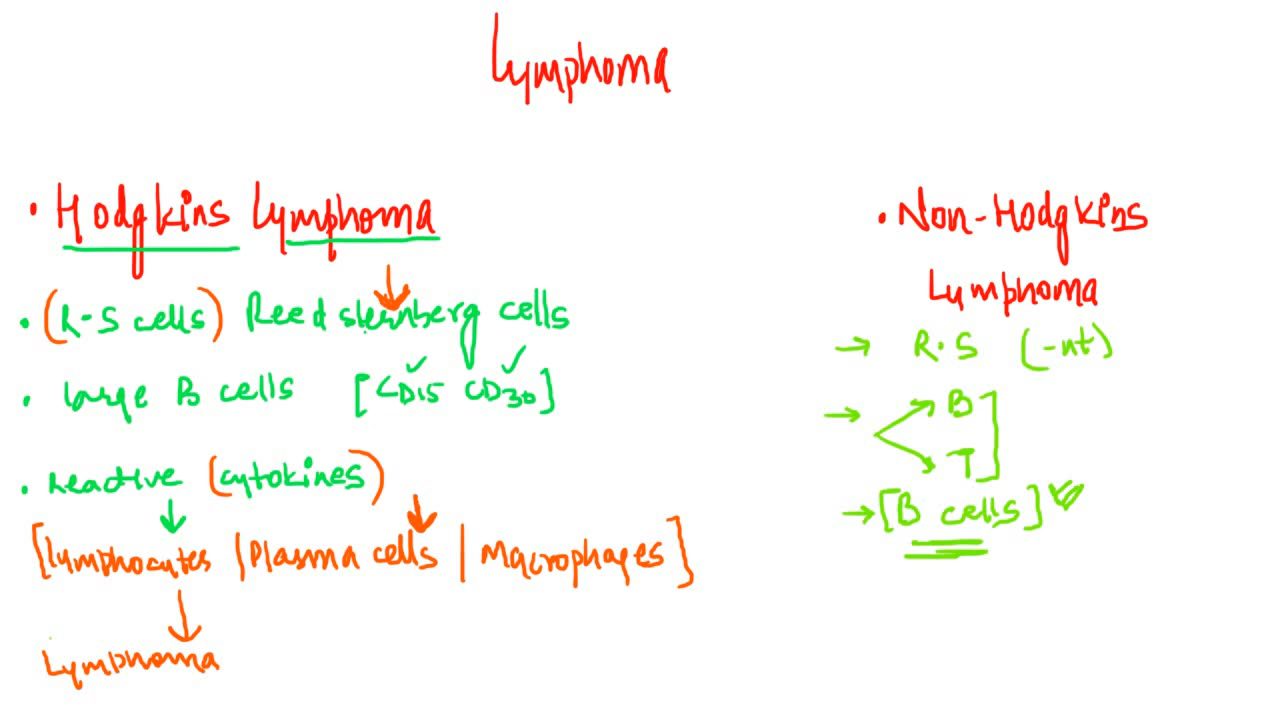 Lymphoma
• Hodgkins Lymphoma
• (R-S cells) Reed sternberg cells
• large B cells [CD15 CD30]
• reactive (cytokines)
[Lymphocytes | Plasma cells | Macrophages]
Lymphoma
• Non-Hodgkins
Lymphoma
→ R.S (-nt)
→ B
T ]
→ [B cells]